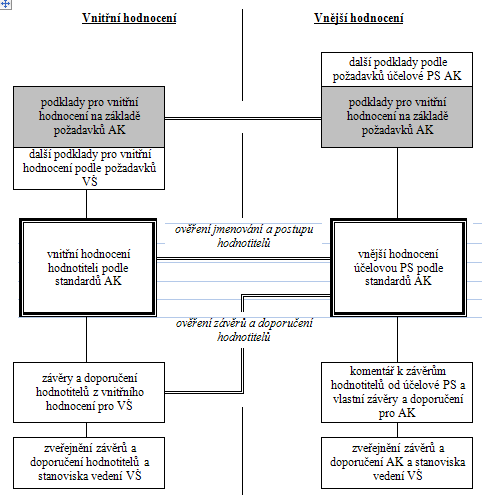 Vnitřní hodnocení
Vnější hodnocení
další podklady podle
požadavků účelové PS AK
podklady pro vnitřní
hodnocení na základě
požadavků AK
podklady pro vnitřní
hodnocení na základě
požadavků AK
další podklady pro vnitřní
hodnocení podle požadavků
VŠ
ověření jmenování a postupu
hodnotitelů
vnitřní hodnocení
hodnotiteli podle
standardů AK
vnější hodnocení
účelovou PS podle
standardů AK
ověření závěrů a doporučení
hodnotitelů
závěry a doporučení
hodnotitelů z vnitřního
hodnocení pro VŠ
komentář k závěrům
hodnotitelů od účelové PS a
vlastní závěry a doporučení
pro AK
zveřejnění závěrů a
doporučení hodnotitelů a
stanoviska vedení VŠ
zveřejnění závěrů a
doporučení AK a stanoviska
vedení VŠ